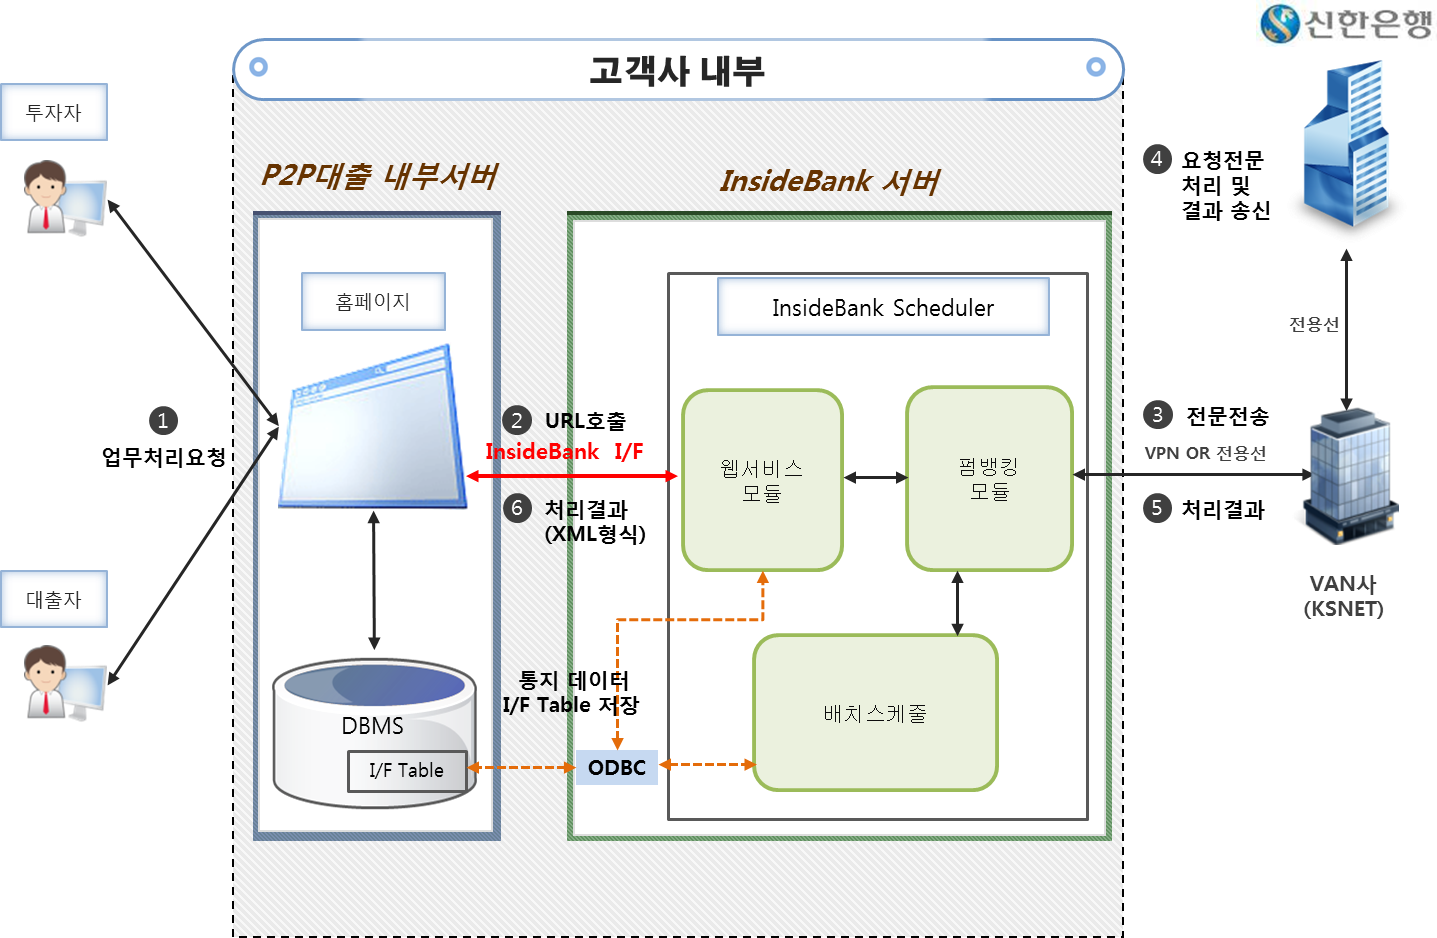 신한은행
고객사 내부
투자자
P2P대출 내부서버
InsideBank 서버
4 요청전문
처리 및
결과 송신
홈페이지
InsideBank Scheduler
전용선
1
업무처리요청
2 URL호출
InsideBank I/F
6 처리결과
(XML형식)
웹서비스
모듈
펌뱅킹
모듈
3 전문전송
VPN OR 전용선
5 처리결과
VAN사
(KSNET)
대출자
통지 데이터
I/F Table 저장
배치스케줄
DBMS
I/F Table
ODBC